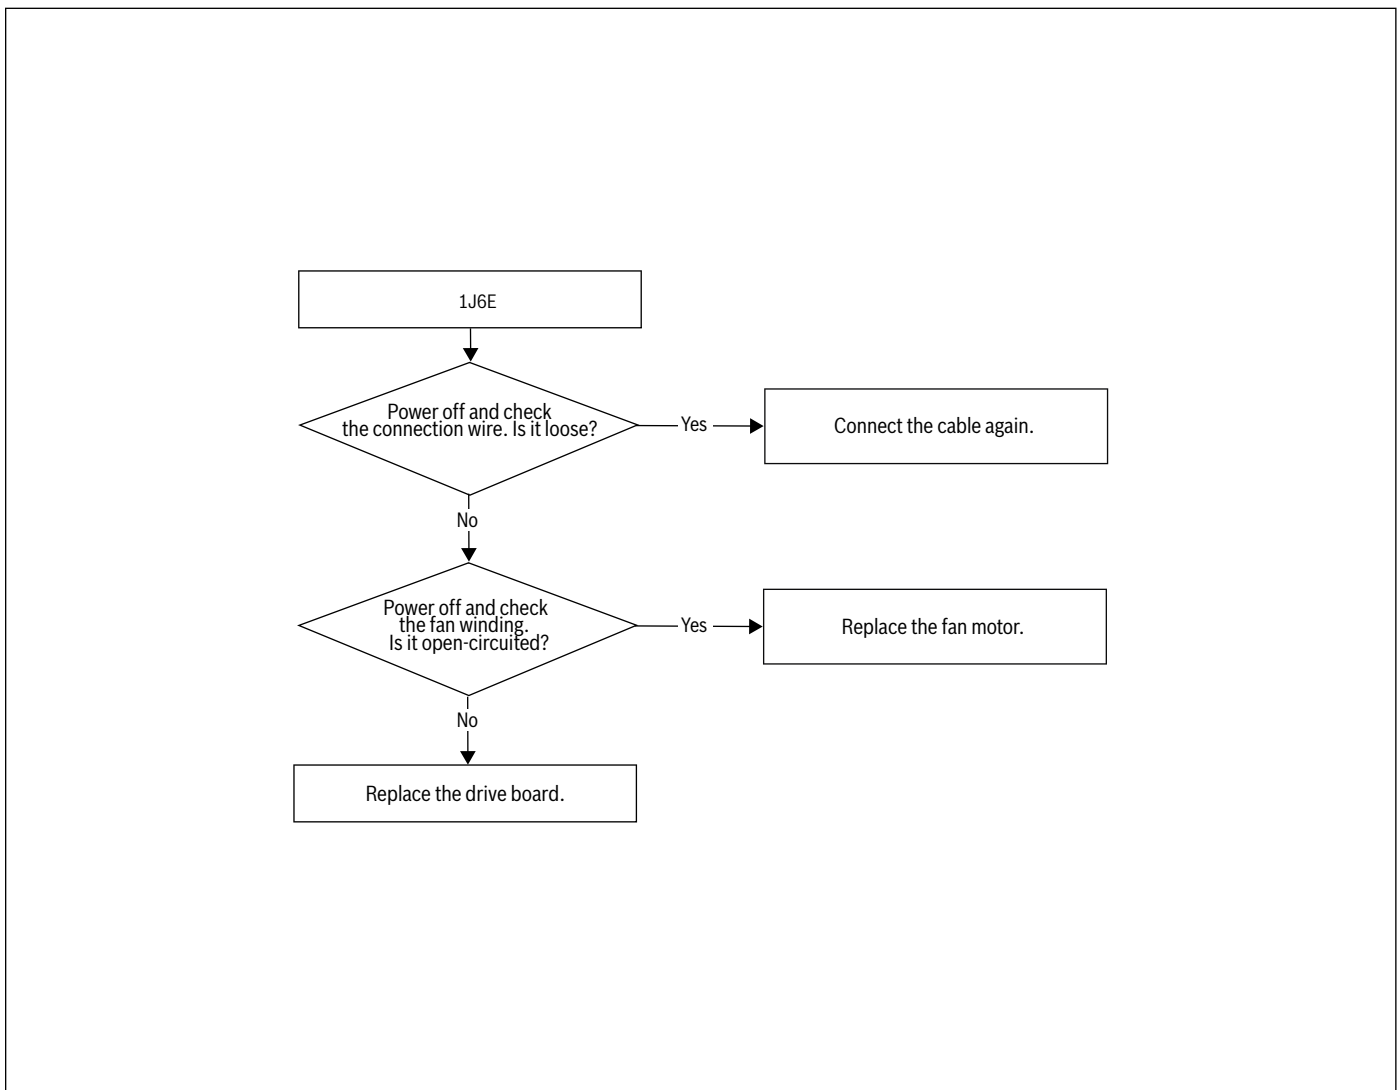 1J6E
Power off and check
the connection wire. Is it loose?
Yes
Connect the cable again.
No
Power off and check
the fan winding.
Is it open-circuited?
Yes
Replace the fan motor.
No
Replace the drive board.